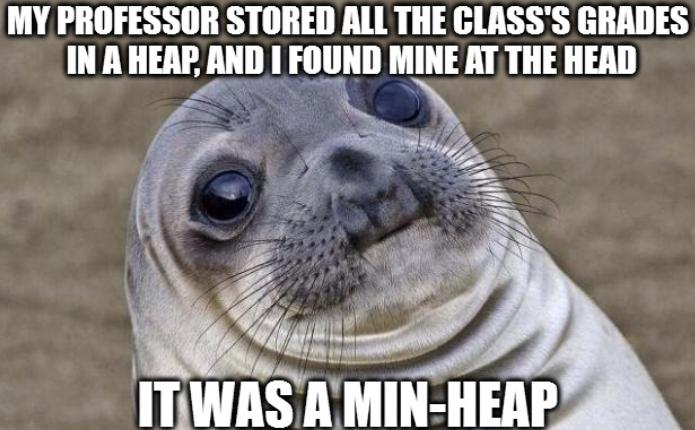 MY PROFESSOR STORED ALL THE CLASS'S GRADES
IN A HEAP, AND I FOUND MINE AT THE HEAD
IT WAS A MIN-HEAP